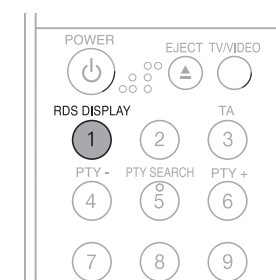 POWER
EJECT TV/VIDEO
RDS DISPLAY TA
1 2 3
PTY - PTY SEARCH PTY +
4 5 6
7 8 9